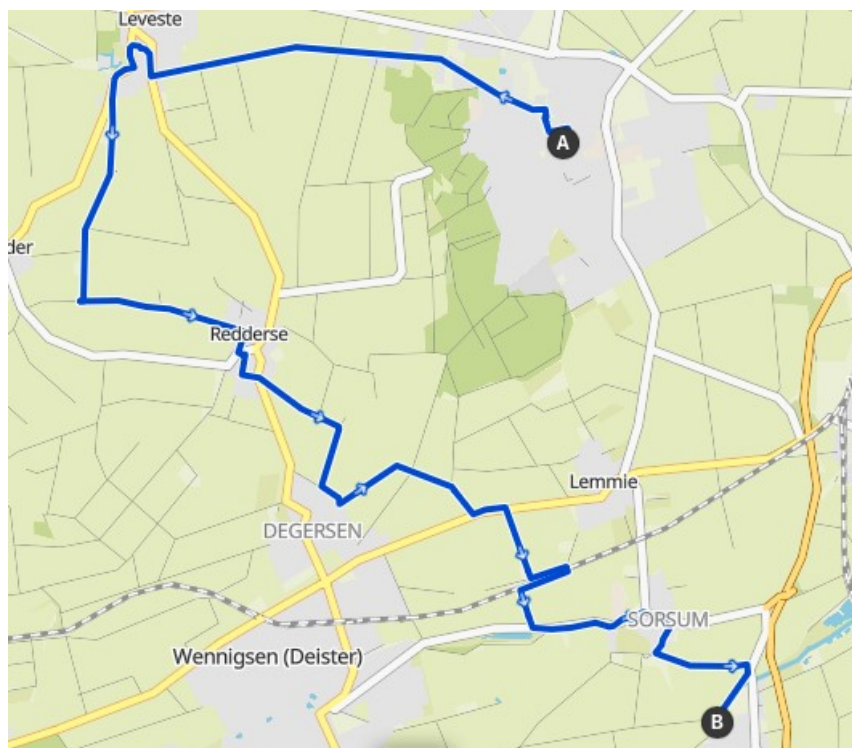 Leveste
A
der
Redderse
Lemmie
DEGERSEN
SORSUM
Wennigsen (Deister)
B